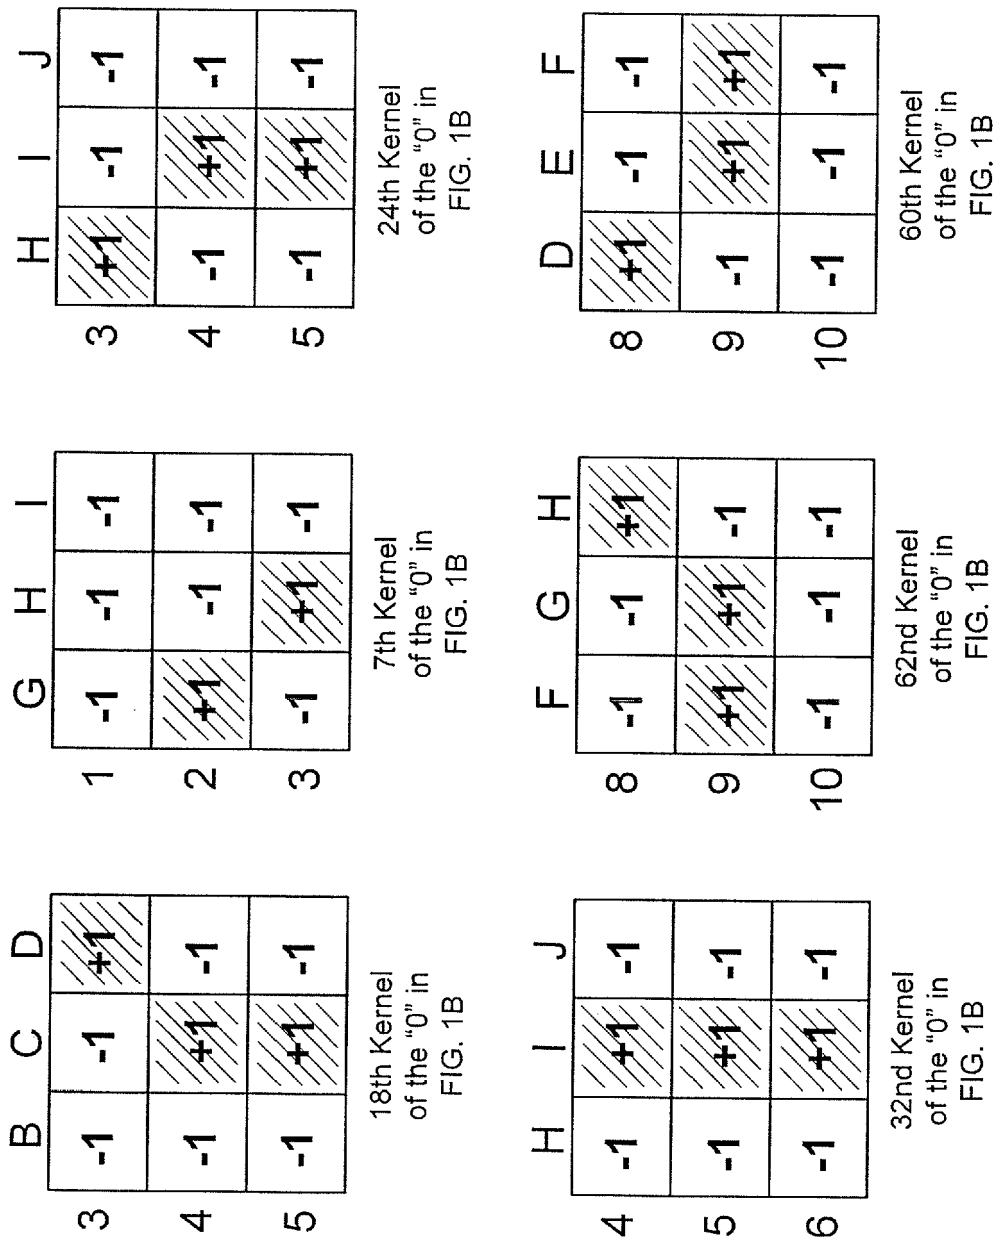 B C D
3 -1 -1 +1
4 -1 +1 -1
5 -1 +1 -1
18th Kernel
of the "0" in
FIG. 1B
G H I
1 -1 -1 -1
2 +1 -1 -1
3 -1 +1 -1
7th Kernel
of the "0" in
FIG. 1B
H I J
3 +1 -1 -1
4 -1 +1 -1
5 -1 +1 -1
24th Kernel
of the "0" in
FIG. 1B
H I J
4 -1 +1 -1
5 -1 +1 -1
6 -1 +1 -1
32nd Kernel
of the "0" in
FIG. 1B
F G H
8 -1 -1 +1
9 +1 +1 -1
10 -1 -1 -1
62nd Kernel
of the "0" in
FIG. 1B
D E F
8 +1 -1 -1
9 -1 +1 +1
10 -1 -1 -1
60th Kernel
of the "0" in
FIG. 1B